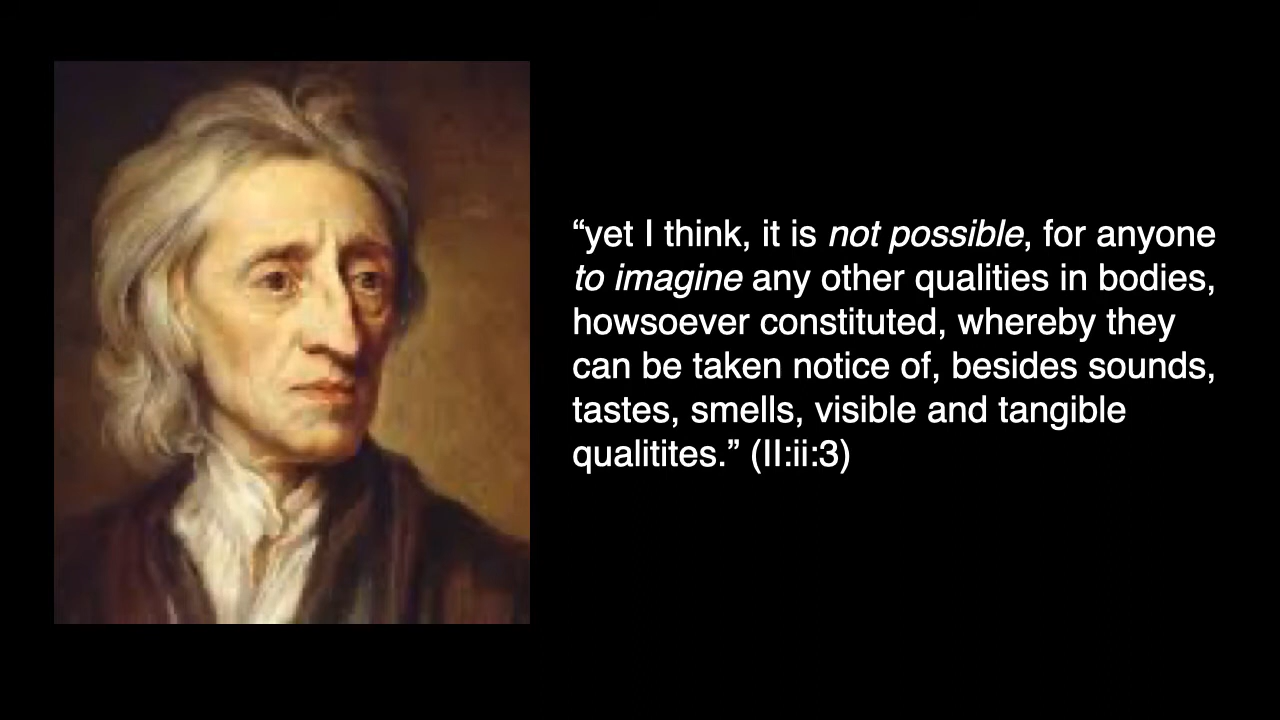 “yet I think, it is not possible, for anyone
to imagine any other qualities in bodies,
howsoever constituted, whereby they
can be taken notice of, besides sounds,
tastes, smells, visible and tangible
qualitites.” (II:ii:3)